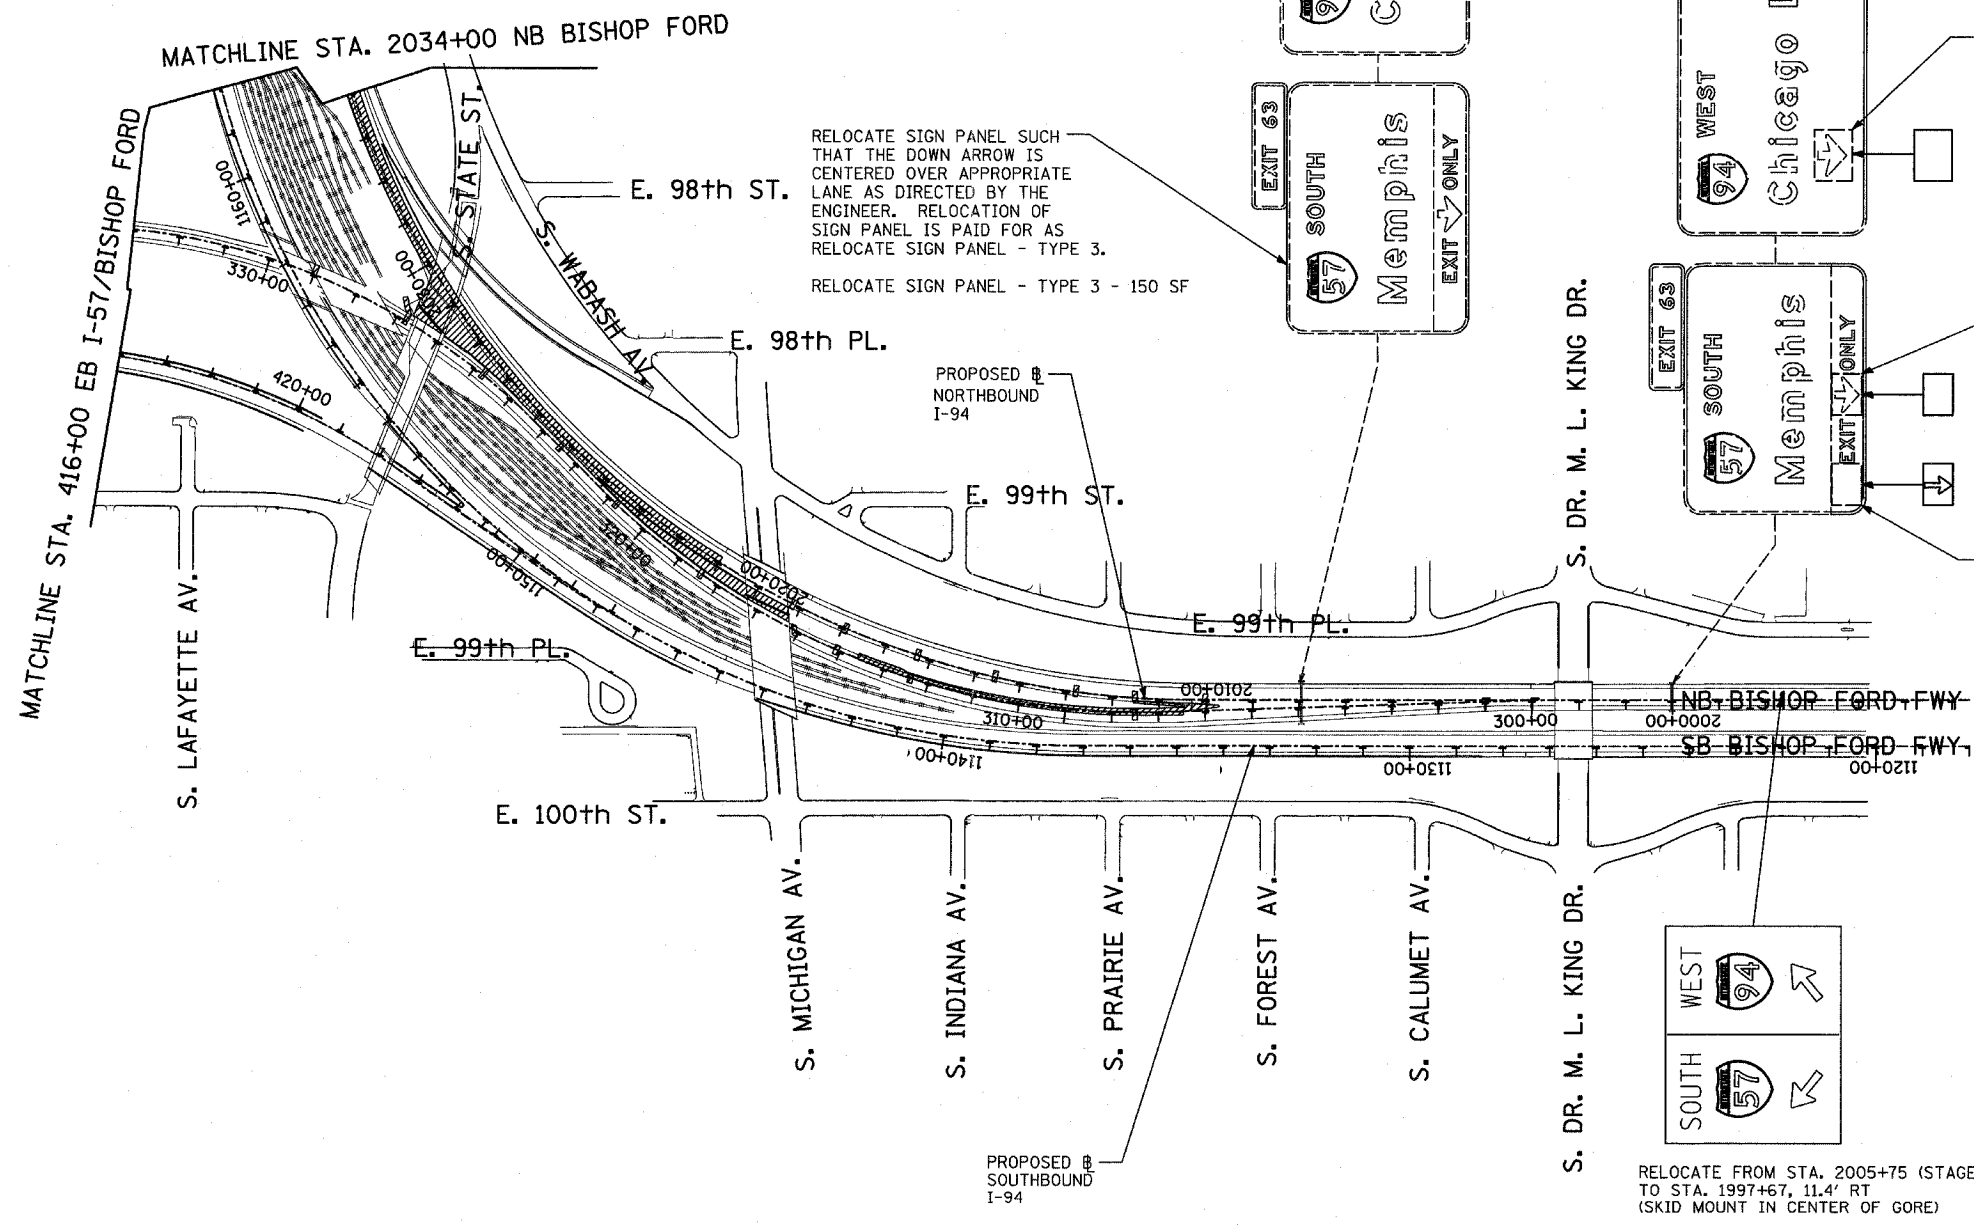 MATCHLINE STA. 2034+00 NB BISHOP FORD
MATCHLINE STA. 416+00 EB I-57/BISHOP FORD
S. STATE ST.
E. 98th ST.
S. WABASH AV.
E. 98th PL.
1160+00
330+00
420+00
RELOCATE SIGN PANEL SUCH
THAT THE DOWN ARROW IS
CENTERED OVER APPROPRIATE
LANE AS DIRECTED BY THE
ENGINEER. RELOCATION OF
SIGN PANEL IS PAID FOR AS
RELOCATE SIGN PANEL - TYPE 3.
RELOCATE SIGN PANEL - TYPE 3 - 150 SF
EXIT 63
57 SOUTH
Memphis
EXIT ONLY
94 WEST
Chicago
EXIT 63
57 SOUTH
Memphis
EXIT ONLY
PROPOSED BL
NORTHBOUND
I-94
E. 99th ST.
S. DR. M. L. KING DR.
S. LAFAYETTE AV.
1150+00
320+00
2020+00
E. 99th PL.
E. 99th PL.
2010+00
310+00
300+00
2000+00
NB BISHOP FORD FWY
SB BISHOP FORD FWY.
1140+00
1130+00
1120+00
E. 100th ST.
S. MICHIGAN AV.
S. INDIANA AV.
S. PRAIRIE AV.
S. FOREST AV.
S. CALUMET AV.
S. DR. M. L. KING DR.
SOUTH WEST
57 94
PROPOSED BL
SOUTHBOUND
I-94
RELOCATE FROM STA. 2005+75 (STAGE
TO STA. 1997+67, 11.4' RT
(SKID MOUNT IN CENTER OF GORE)